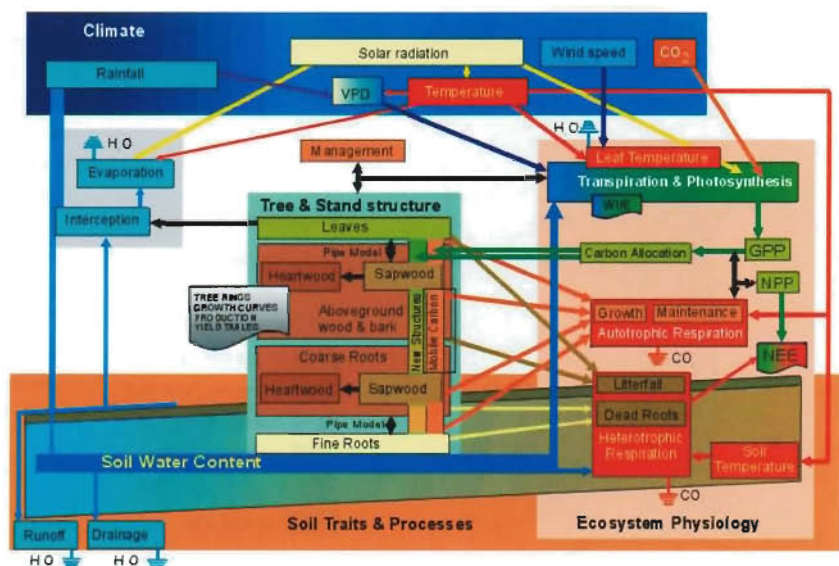 Climate
Solar radiation
Wind speed
CO2
Rainfall
VPD
Temperature
H O
H O
Evaporation
Management
Leaf Temperature
Transpiration & Photosynthesis
Interception
Tree & Stand structure
WUE
Leaves
Pipe Model
Carbon Allocation
GPP
Heartwood
Sapwood
NPP
TREE RINGS
GROWTH CURVES
PRODUCTION
YIELD TABLES
Aboveground
wood & bark
New Structures
Mobile Carbon
Growth
Maintenance
Autotrophic Respiration
Coarse Roots
CO
NEE
Heartwood
Sapwood
Litterfall
Dead Roots
Pipe Model
Fine Roots
Heterotrophic
Respiration
Soil
Temperature
Soil Water Content
CO
Runoff
Drainage
Soil Traits & Processes
Ecosystem Physiology
H O
H O